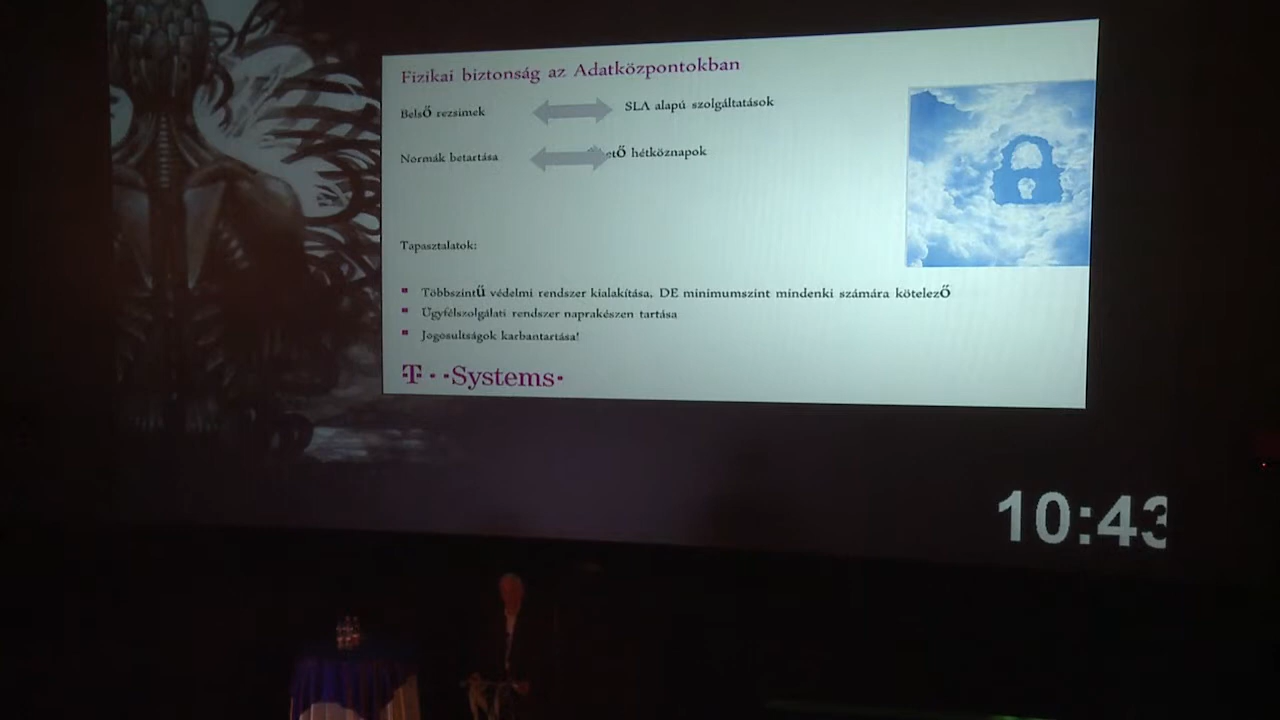 Fizikai biztonság az Adatközpontokban
Belső rezsimek SLA alapú szolgáltatások
Normák betartása hétköznapok
Tapasztalatok:
Többszintű védelmi rendszer kialakítása, DE minimumszint mindenki számára kötelező
Ügyfélszolgálati rendszer naprakészen tartása
Jogosultságok karbantartása!
T··Systems·
10:43